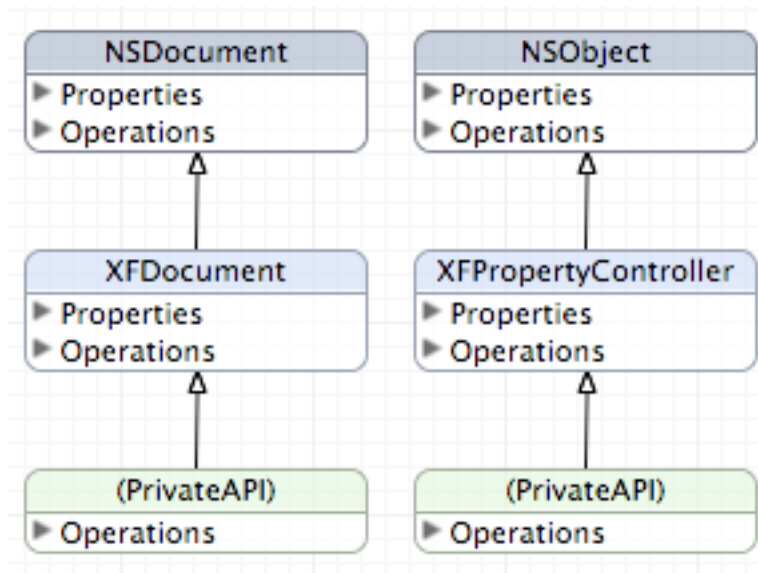 NSDocument
Properties
Operations
NSObject
Properties
Operations
XFDocument
Properties
Operations
XFPropertyController
Properties
Operations
(PrivateAPI)
Operations
(PrivateAPI)
Operations